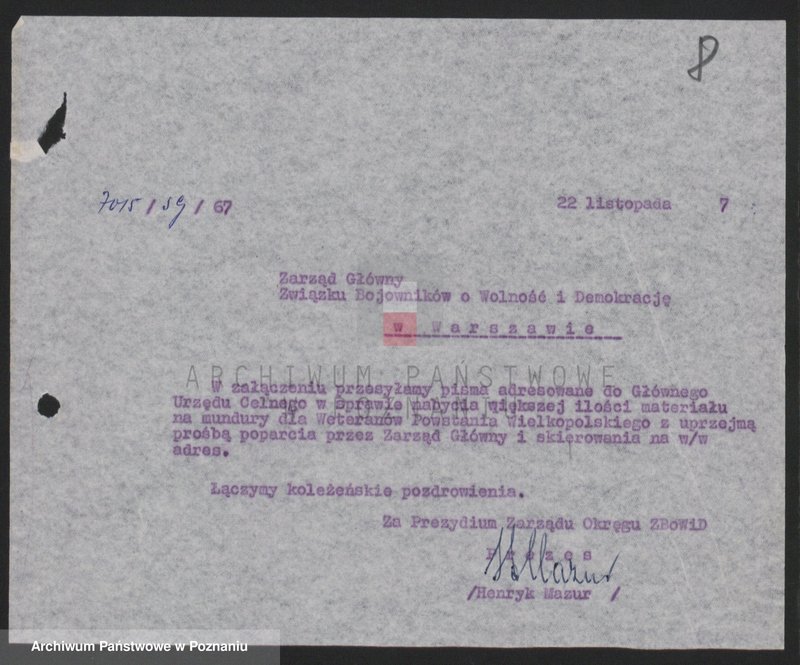 8
7015 / sg / 67
22 listopada 7
Zarząd Główny
Związku Bojowników o Wolność i Demokrację
w Warszawie
ARCHIWUM PAŃSTWOWE
W załączeniu przesyłamy pisma adresowane do Głównego
Urzędu Celnego w sprawie nabycia większej ilości materiału
na mundury dla Weteranów Powstania Wielkopolskiego z uprzejmą
prośbą poparcia przez Zarząd Główny i skierowania na w/w
adres.
Łączymy koleżeńskie pozdrowienia.
Za Prezydium Zarządu Okręgu ZBoWiD
Prezes
HMazur
/Henryk Mazur /
Archiwum Państwowe w Poznaniu